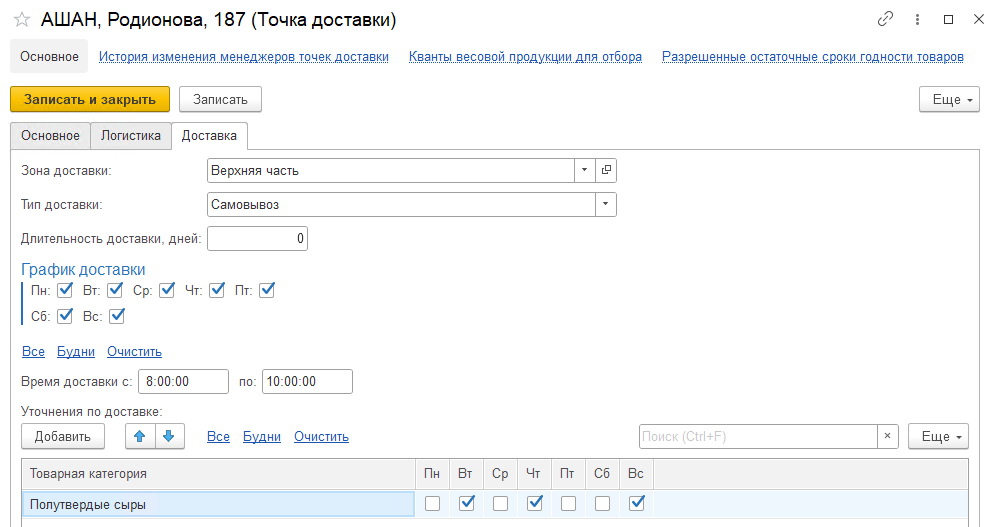 АШАН, Родионова, 187 (Точка доставки)
Основное История изменения менеджеров точек доставки Кванты весовой продукции для отбора Разрешенные остаточные сроки годности товаров
Записать и закрыть Записать Еще
Основное Логистика Доставка
Зона доставки: Верхняя часть
Тип доставки: Самовывоз
Длительность доставки, дней: 0
График доставки
Пн: Вт: Ср: Чт: Пт:
Сб: Вс:
Все Будни Очистить
Время доставки с: 8:00:00 по: 10:00:00
Уточнения по доставке:
Добавить Все Будни Очистить Поиск (Ctrl+F) × Еще
Товарная категория Пн Вт Ср Чт Пт Сб Вс
Полутвердые сыры